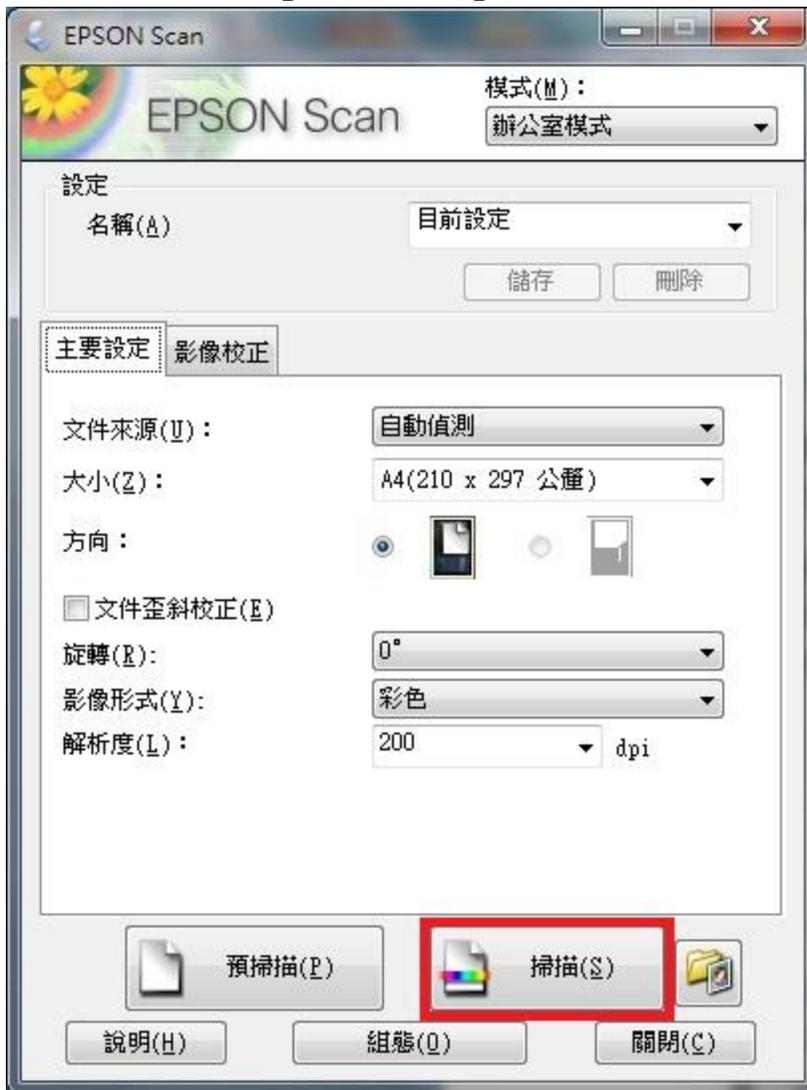 EPSON Scan
EPSON Scan
模式(M)：
辦公室模式
設定
名稱(A)
目前設定
儲存
刪除
主要設定
影像校正
文件來源(U)：
自動偵測
大小(Z)：
A4(210 x 297 公釐)
方向：
文件歪斜校正(E)
旋轉(R):
0°
影像形式(Y):
彩色
解析度(L)：
200
dpi
預掃描(P)
掃描(S)
說明(H)
組態(O)
關閉(C)